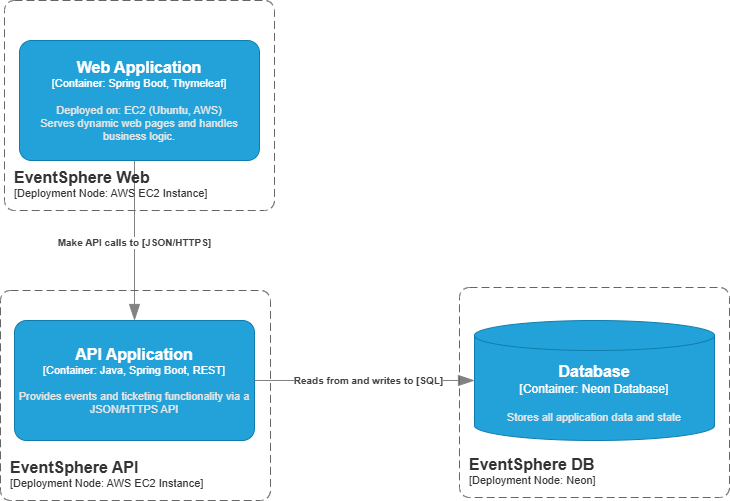 Web Application
[Container: Spring Boot, Thymeleaf]
Deployed on: EC2 (Ubuntu, AWS)
Serves dynamic web pages and handles
business logic.
EventSphere Web
[Deployment Node: AWS EC2 Instance]
Make API calls to [JSON/HTTPS]
API Application
[Container: Java, Spring Boot, REST]
Provides events and ticketing functionality via a
JSON/HTTPS API
EventSphere API
[Deployment Node: AWS EC2 Instance]
Reads from and writes to [SQL]
Database
[Container: Neon Database]
Stores all application data and state
EventSphere DB
[Deployment Node: Neon]